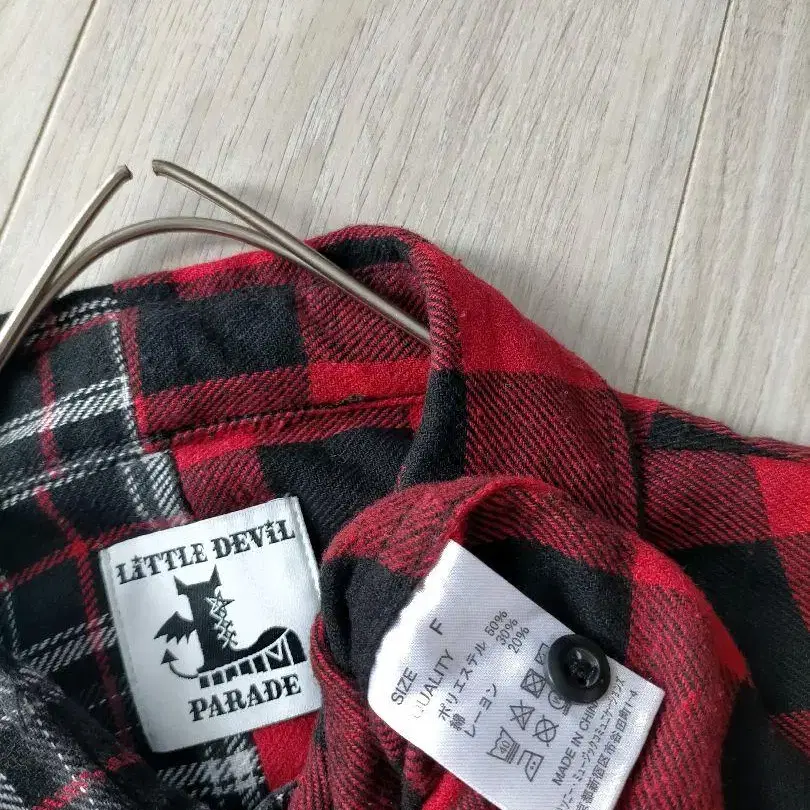 LiTTLE DEViL
PARADE
SIZE F
QUALITY
ポリエステル 50%
綿 30%
レーヨン 20%
40
MADE IN CHINA